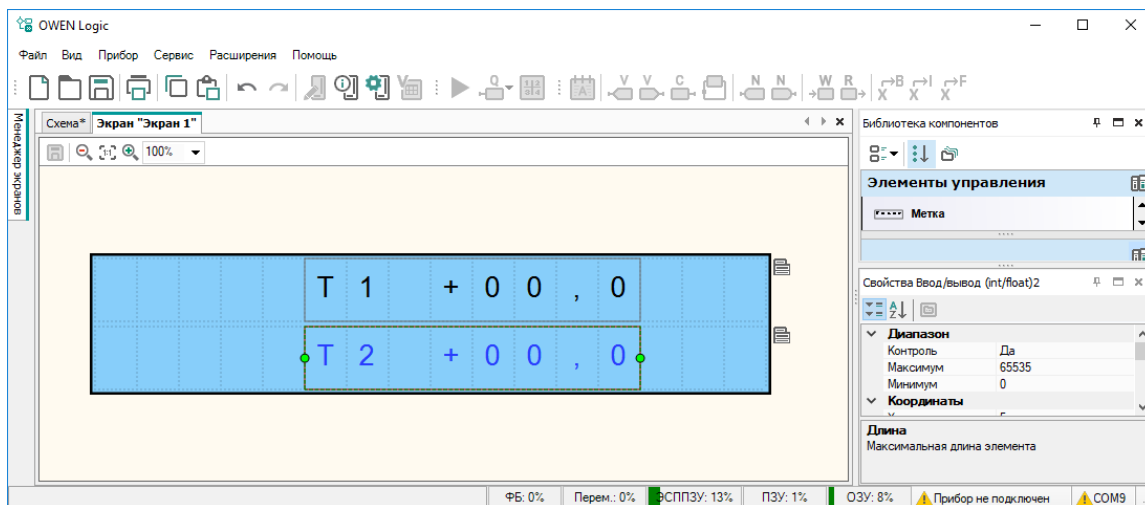 OWEN Logic
Файл Вид Прибор Сервис Расширения Помощь
Менеджер экранов
Схема* Экран "Экран 1"
100%
T 1 + 0 0 , 0
T 2 + 0 0 , 0
Библиотека компонентов
Элементы управления
Метка
Свойства Ввод/вывод (int/float)2
Диапазон
Контроль Да
Максимум 65535
Минимум 0
Координаты
Длина
Максимальная длина элемента
ФБ: 0% Перем.: 0% ЭСППЗУ: 13% ПЗУ: 1% ОЗУ: 8% Прибор не подключен COM9